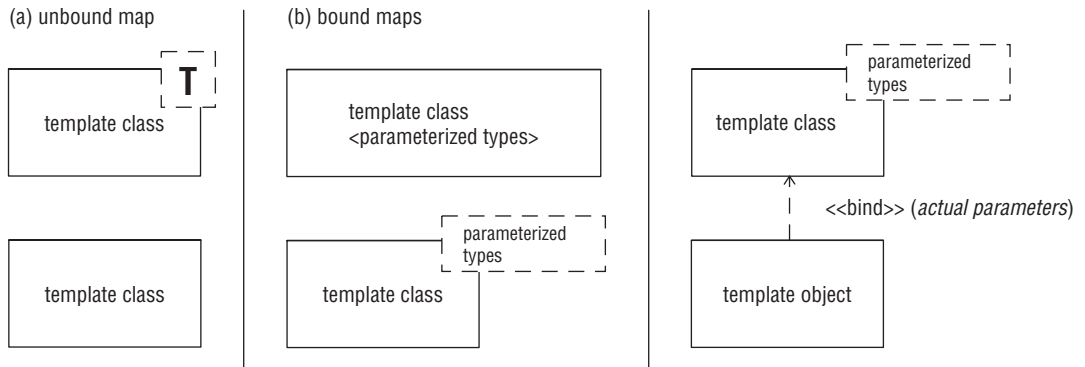 (a) unbound map
T
template class
template class
(b) bound maps
template class
<parameterized types>
parameterized
types
template class
parameterized
types
template class
<<bind>> (actual parameters)
template object